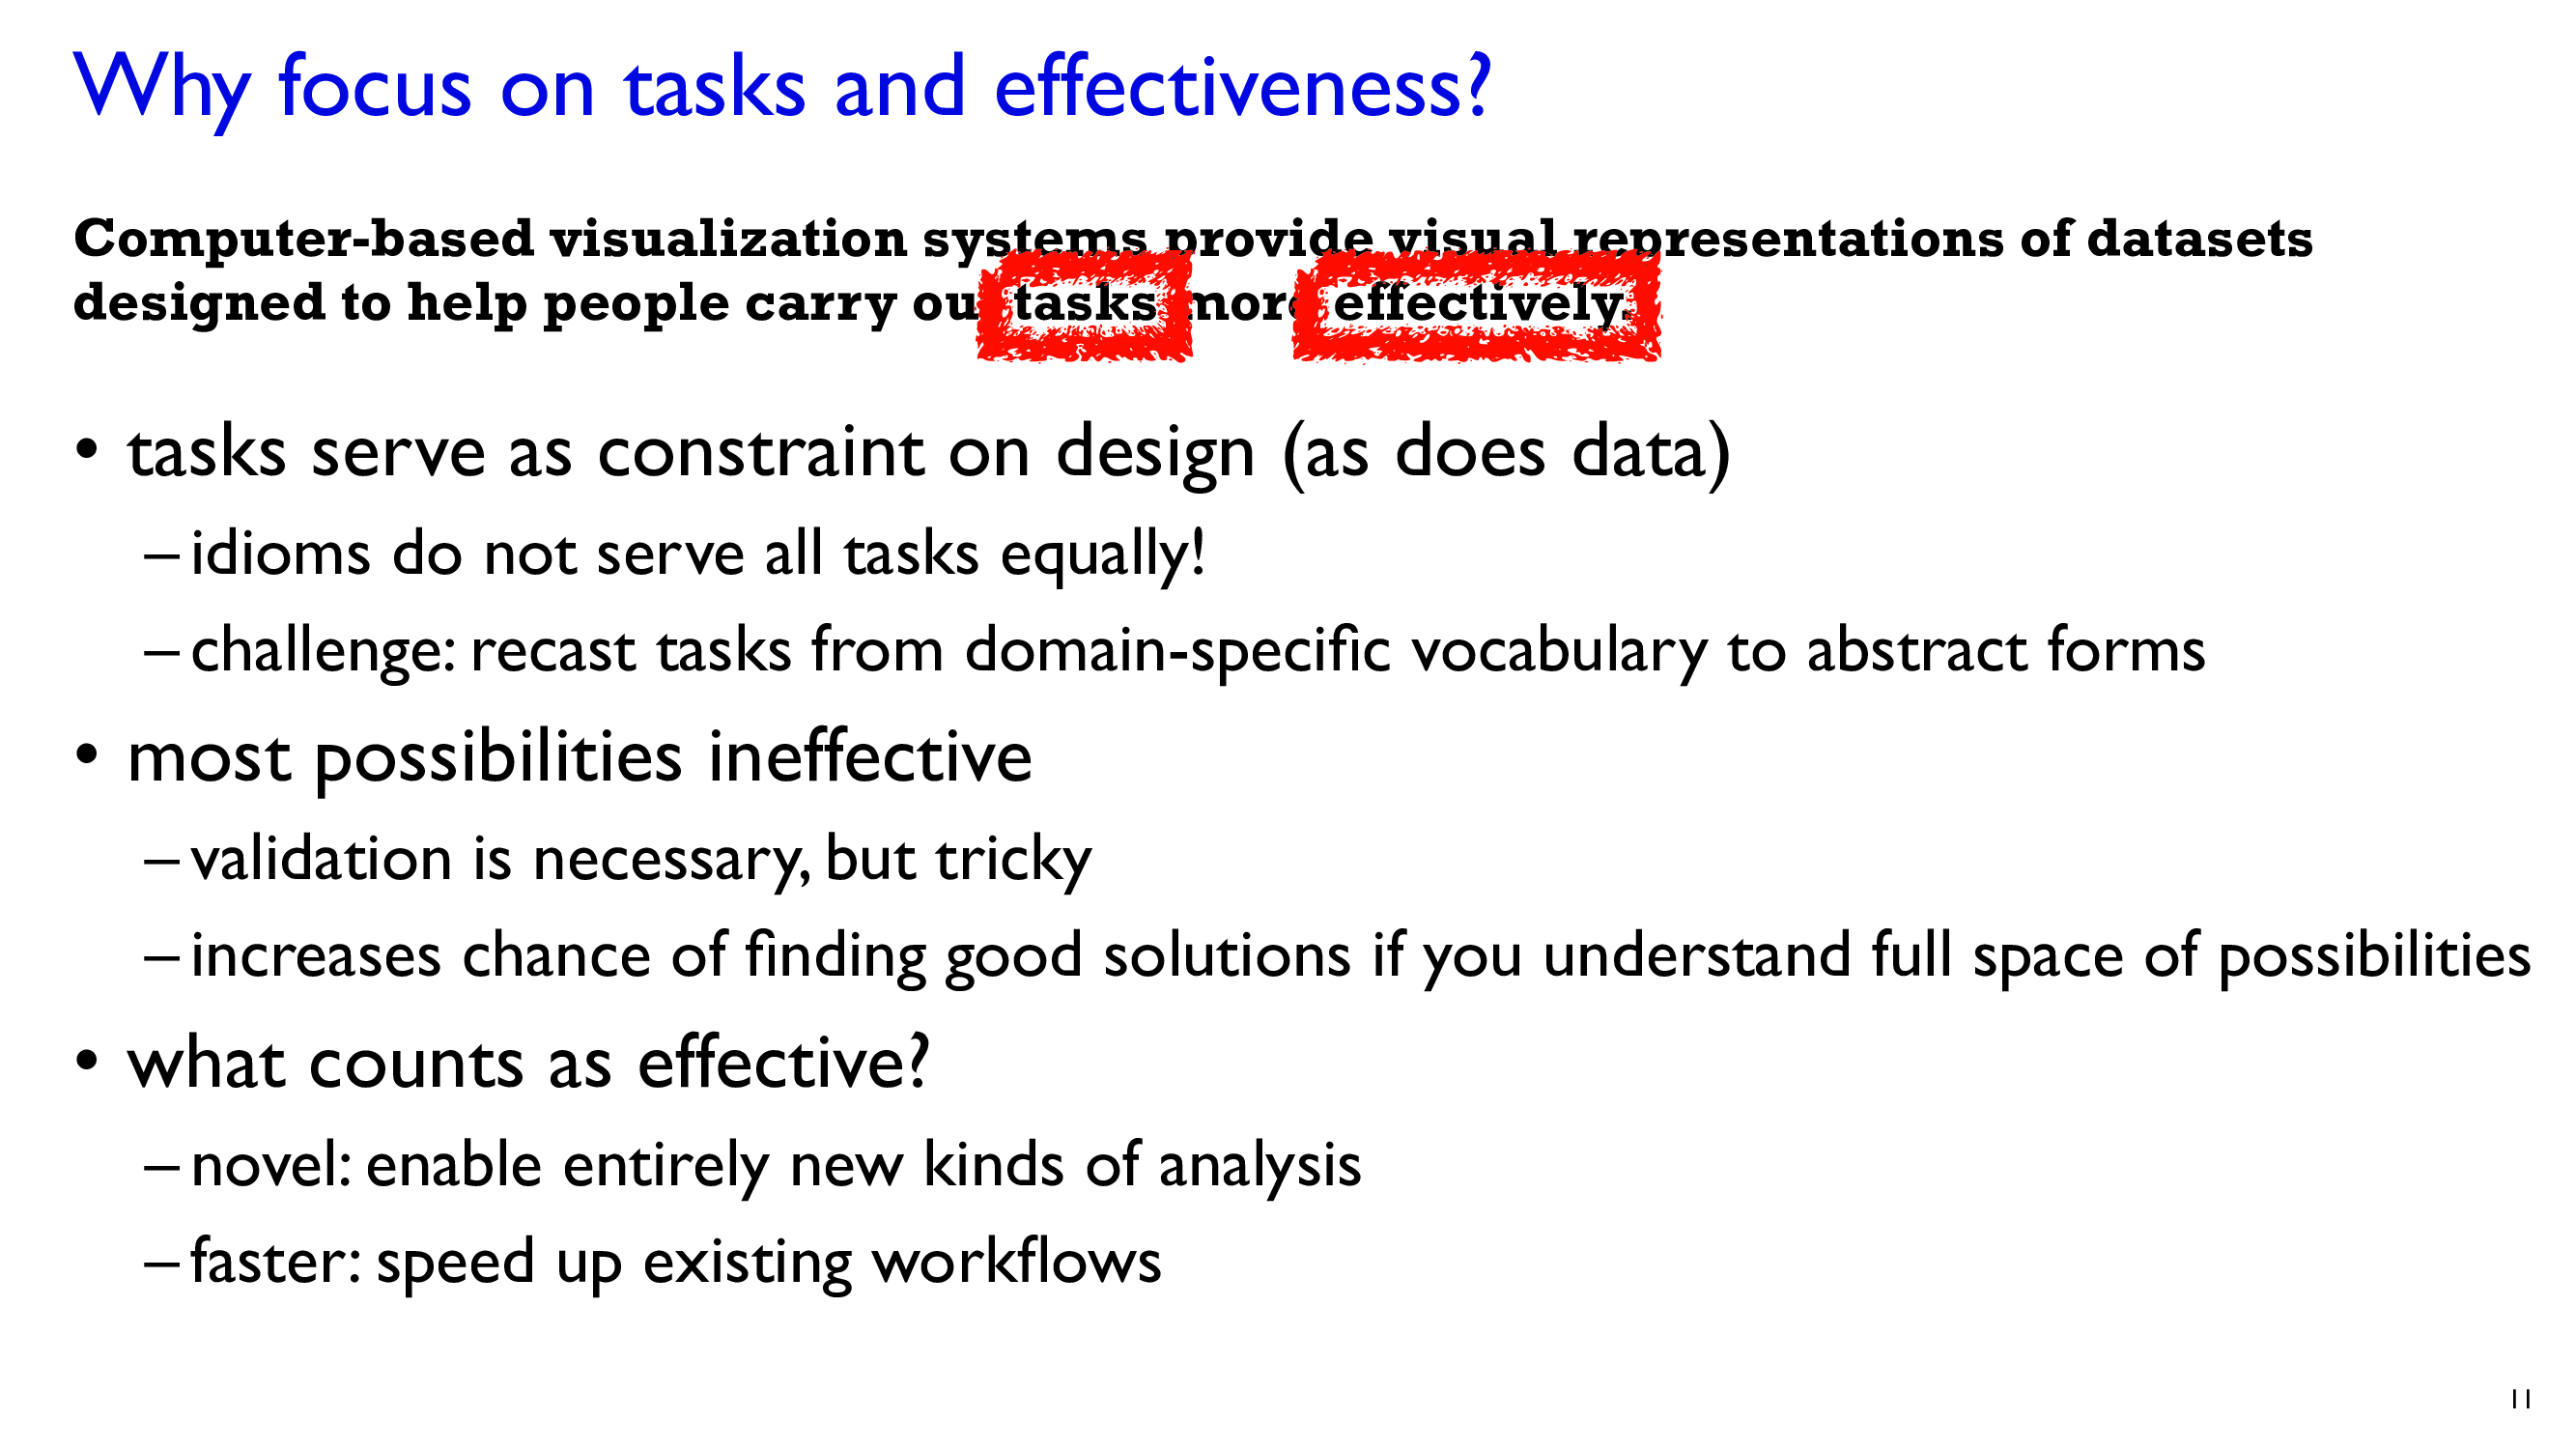 Why focus on tasks and effectiveness?
Computer-based visualization systems provide visual representations of datasets
designed to help people carry out tasks more effectively.
• tasks serve as constraint on design (as does data)
– idioms do not serve all tasks equally!
– challenge: recast tasks from domain-specific vocabulary to abstract forms
• most possibilities ineffective
– validation is necessary, but tricky
– increases chance of finding good solutions if you understand full space of possibilities
• what counts as effective?
– novel: enable entirely new kinds of analysis
– faster: speed up existing workflows
11